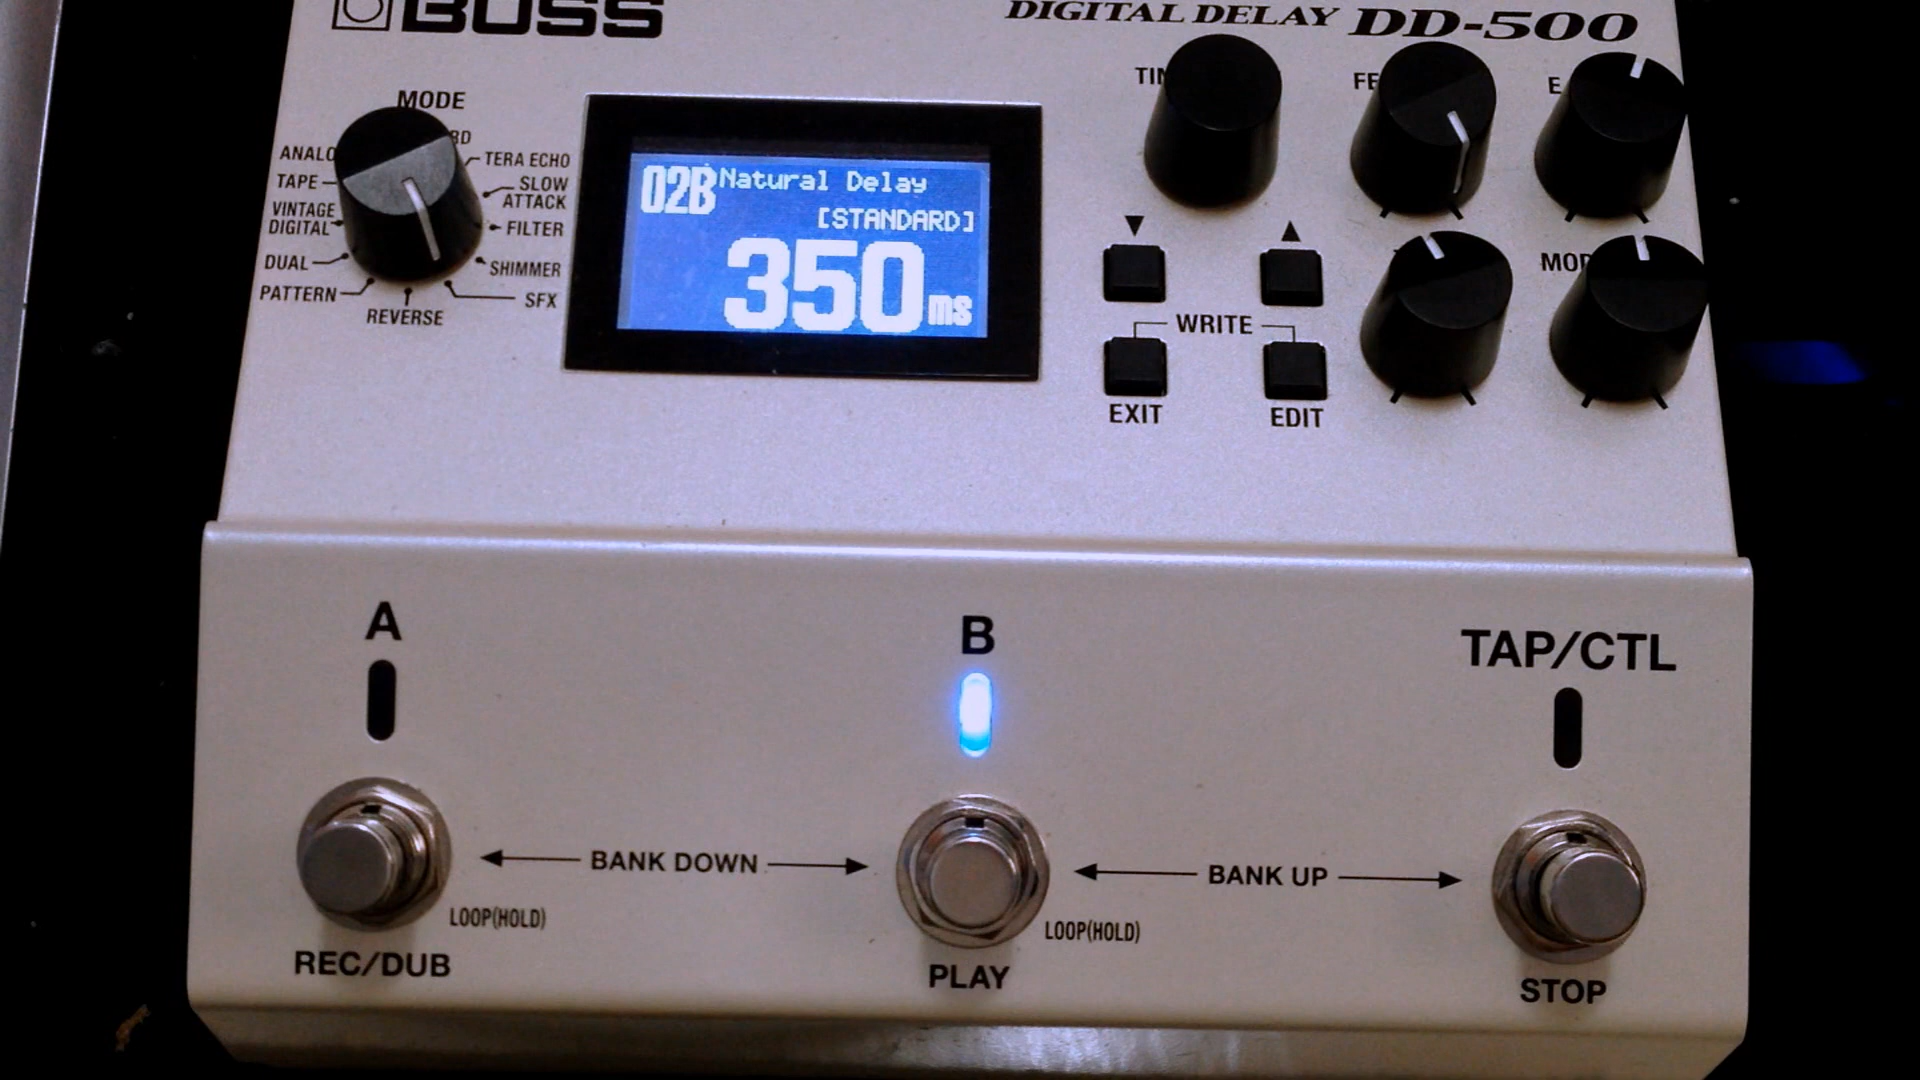 BOSS
DIGITAL DELAY DD-500
MODE
TERA ECHO
TAPE
SLOW
ATTACK
VINTAGE
DIGITAL
FILTER
DUAL
SHIMMER
PATTERN
SFX
REVERSE
02B Natural Delay
[STANDARD]
350 ms
▼ ▲
WRITE
EXIT
EDIT
A
B
TAP/CTL
BANK DOWN
BANK UP
LOOP(HOLD)
LOOP(HOLD)
REC/DUB
PLAY
STOP